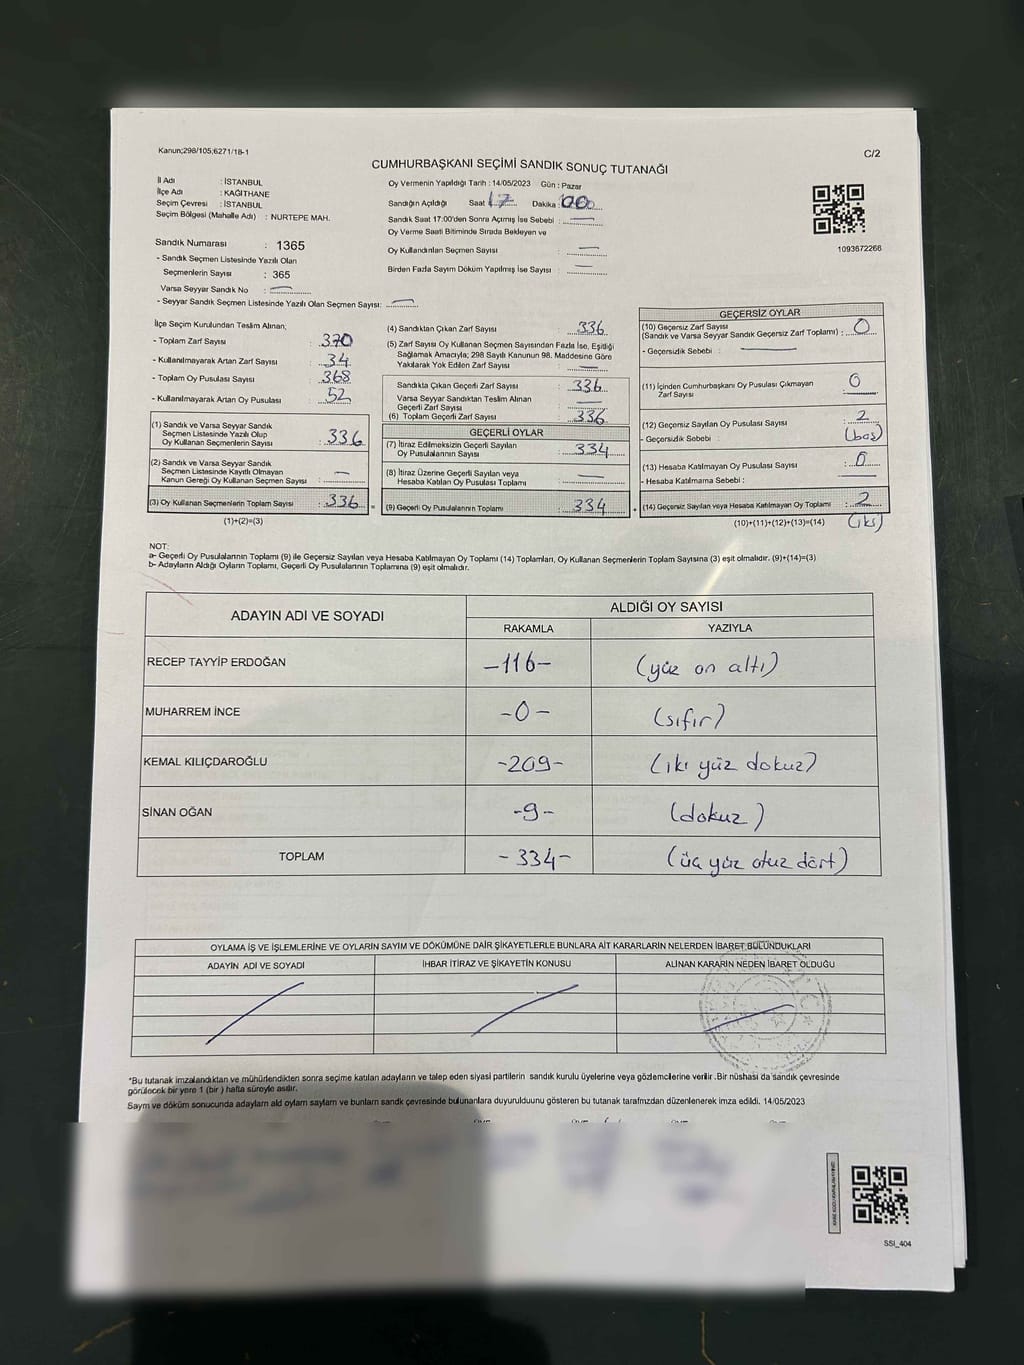 Kanun;298/105;6271/18-1
C/2
CUMHURBAŞKANI SEÇİMİ SANDIK SONUÇ TUTANAĞI
İl Adı : İSTANBUL
İlçe Adı : KAĞITHANE
Seçim Çevresi : İSTANBUL
Seçim Bölgesi (Mahalle Adı) : NURTEPE MAH.
Sandık Numarası : 1365
- Sandık Seçmen Listesinde Yazılı Olan
Seçmenlerin Sayısı : 365
Varsa Seyyar Sandık No :
- Seyyar Sandık Seçmen Listesinde Yazılı Olan Seçmen Sayısı:
Oy Vermenin Yapıldığı Tarih : 14/05/2023 Gün : Pazar
Sandığın Açıldığı Saat 17 Dakika : 00
Sandık Saat 17:00'den Sonra Açımış İse Sebebi :
Oy Verme Saati Bitiminde Sırada Bekleyen ve
Oy Kullandırılan Seçmen Sayısı :
Birden Fazla Sayım Döküm Yapılmış İse Sayısı :
1093672266
İlçe Seçim Kurulundan Teslim Alınan;
- Toplam Zarf Sayısı : 370
- Kullanılmayarak Artan Zarf Sayısı : 34
- Toplam Oy Pusulası Sayısı : 368
- Kullanılmayarak Artan Oy Pusulası : 52
(1) Sandık ve Varsa Seyyar Sandık
Seçmen Listesinde Yazılı Olup
Oy Kullanan Seçmenlerin Sayısı : 336
(2) Sandık ve Varsa Seyyar Sandık
Seçmen Listesinde Kayıtlı Olmayan
Kanun Gereği Oy Kullanan Seçmen Sayısı :
(3) Oy Kullanan Seçmenlerin Toplam Sayısı : 336
(1)+(2)=(3)
(4) Sandıktan Çıkan Zarf Sayısı : 336
(5) Zarf Sayısı Oy Kullanan Seçmen Sayısından Fazla İse, Eşitliği
Sağlamak Amacıyla; 298 Sayılı Kanunun 98. Maddesine Göre
Yakılarak Yok Edilen Zarf Sayısı :
Sandıkta Çıkan Geçerli Zarf Sayısı : 336
Varsa Seyyar Sandıktan Teslim Alınan
Geçerli Zarf Sayısı :
(6) Toplam Geçerli Zarf Sayısı : 336
GEÇERLİ OYLAR
(7) İtiraz Edilmeksizin Geçerli Sayılan
Oy Pusulalarının Sayısı : 334
(8) İtiraz Üzerine Geçerli Sayılan veya
Hesaba Katılan Oy Pusulası Toplamı :
(9) Geçerli Oy Pusulalarının Toplamı : 334
GEÇERSİZ OYLAR
(10) Geçersiz Zarf Sayısı
(Sandık ve Varsa Seyyar Sandık Geçersiz Zarf Toplamı) : 0
- Geçersizlik Sebebi :
(11) İçinden Cumhurbaşkanı Oy Pusulası Çıkmayan
Zarf Sayısı : 0
(12) Geçersiz Sayılan Oy Pusulası Sayısı : 2
- Geçersizlik Sebebi : (boş)
(13) Hesaba Katılmayan Oy Pusulası Sayısı : 0
- Hesaba Katılmama Sebebi :
(14) Geçersiz Sayılan veya Hesaba Katılmayan Oy Toplamı : 2
(10)+(11)+(12)+(13)=(14) (iki)
NOT:
a- Geçerli Oy Pusulalarının Toplamı (9) ile Geçersiz Sayılan veya Hesaba Katılmayan Oy Toplamı (14) Toplamları, Oy Kullanan Seçmenlerin Toplam Sayısına (3) eşit olmalıdır. (9)+(14)=(3)
b- Adayların Aldığı Oyların Toplamı, Geçerli Oy Pusulalarının Toplamına (9) eşit olmalıdır.
ADAYIN ADI VE SOYADI
ALDIĞI OY SAYISI
RAKAMLA YAZIYLA
RECEP TAYYİP ERDOĞAN -116- (yüz on altı)
MUHARREM İNCE -0- (sıfır)
KEMAL KILIÇDAROĞLU -209- (iki yüz dokuz)
SİNAN OĞAN -9- (dokuz)
TOPLAM -334- (üç yüz otuz dört)
OYLAMA İŞ VE İŞLEMLERİNE VE OYLARIN SAYIM VE DÖKÜMÜNE DAİR ŞİKAYETLERLE BUNLARA AİT KARARLARIN NELERDEN İBARET BULUNDUKLARI
ADAYIN ADI VE SOYADI İHBAR İTİRAZ VE ŞİKAYETİN KONUSU ALINAN KARARIN NEDEN İBARET OLDUĞU
*Bu tutanak imzalandıktan ve mühürlendikten sonra seçime katılan adayların ve talep eden siyasi partilerin sandık kurulu üyelerine veya gözlemcilerine verilir .Bir nüshası da sandık çevresinde
görülecek bir yere 1 (bir ) hafta süreyle asılır.
Sayım ve döküm sonucunda adayların ald oyların sayları ve bunların sandk çevresinde bulunanlara duyurulduunu gösteren bu tutanak tarafmzdan düzenlenerek imza edildi. 14/05/2023
SSI_404